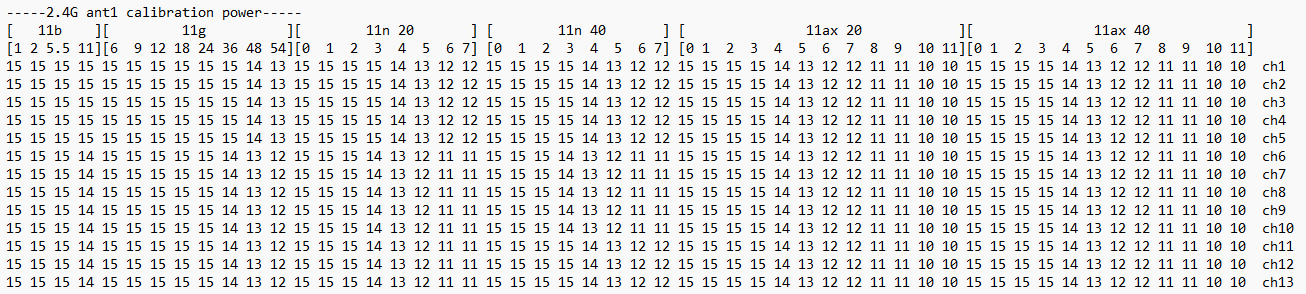 -----2.4G ant1 calibration power-----
[   11b    ][         11g          ][       11n 20       ] [       11n 40       ] [               11ax 20            ][               11ax 40            ]
[1 2 5.5 11][6  9 12 18 24 36 48 54][0  1  2  3  4  5  6 7] [0  1  2  3  4  5  6 7] [0 1  2  3  4  5  6  7  8  9  10 11][0 1  2  3  4  5  6  7  8  9  10 11]
15 15 15 15 15 15 15 15 15 15 14 13 15 15 15 15 14 13 12 12 15 15 15 15 14 13 12 12 15 15 15 15 14 13 12 12 11 11 10 10 15 15 15 15 14 13 12 12 11 11 10 10  ch1
15 15 15 15 15 15 15 15 15 15 14 13 15 15 15 15 14 13 12 12 15 15 15 15 14 13 12 12 15 15 15 15 14 13 12 12 11 11 10 10 15 15 15 15 14 13 12 12 11 11 10 10  ch2
15 15 15 15 15 15 15 15 15 15 14 13 15 15 15 15 14 13 12 12 15 15 15 15 14 13 12 12 15 15 15 15 14 13 12 12 11 11 10 10 15 15 15 15 14 13 12 12 11 11 10 10  ch3
15 15 15 15 15 15 15 15 15 15 14 13 15 15 15 15 14 13 12 12 15 15 15 15 14 13 12 12 15 15 15 15 14 13 12 12 11 11 10 10 15 15 15 15 14 13 12 12 11 11 10 10  ch4
15 15 15 15 15 15 15 15 15 15 14 13 15 15 15 15 14 13 12 12 15 15 15 15 14 13 12 12 15 15 15 15 14 13 12 12 11 11 10 10 15 15 15 15 14 13 12 12 11 11 10 10  ch5
15 15 15 14 15 15 15 15 15 14 13 12 15 15 15 14 13 12 11 11 15 15 15 14 13 12 11 11 15 15 15 15 14 13 12 12 11 11 10 10 15 15 15 15 14 13 12 12 11 11 10 10  ch6
15 15 15 14 15 15 15 15 15 14 13 12 15 15 15 14 13 12 11 11 15 15 15 14 13 12 11 11 15 15 15 15 14 13 12 12 11 11 10 10 15 15 15 15 14 13 12 12 11 11 10 10  ch7
15 15 15 14 15 15 15 15 15 14 13 12 15 15 15 14 13 12 11 11 15 15 15 14 13 12 11 11 15 15 15 15 14 13 12 12 11 11 10 10 15 15 15 15 14 13 12 12 11 11 10 10  ch8
15 15 15 14 15 15 15 15 15 14 13 12 15 15 15 14 13 12 11 11 15 15 15 14 13 12 11 11 15 15 15 15 14 13 12 12 11 11 10 10 15 15 15 15 14 13 12 12 11 11 10 10  ch9
15 15 15 14 15 15 15 15 15 14 13 12 15 15 15 14 13 12 11 11 15 15 15 14 13 12 11 11 15 15 15 15 14 13 12 12 11 11 10 10 15 15 15 15 14 13 12 12 11 11 10 10  ch10
15 15 15 14 15 15 15 15 15 14 13 12 15 15 15 14 13 12 11 11 15 15 15 14 13 12 11 11 15 15 15 15 14 13 12 12 11 11 10 10 15 15 15 15 14 13 12 12 11 11 10 10  ch11
15 15 15 14 15 15 15 15 15 14 13 12 15 15 15 14 13 12 11 11 15 15 15 14 13 12 11 11 15 15 15 15 14 13 12 12 11 11 10 10 15 15 15 15 14 13 12 12 11 11 10 10  ch12
15 15 15 14 15 15 15 15 15 14 13 12 15 15 15 14 13 12 11 11 15 15 15 14 13 12 11 11 15 15 15 15 14 13 12 12 11 11 10 10 15 15 15 15 14 13 12 12 11 11 10 10  ch13